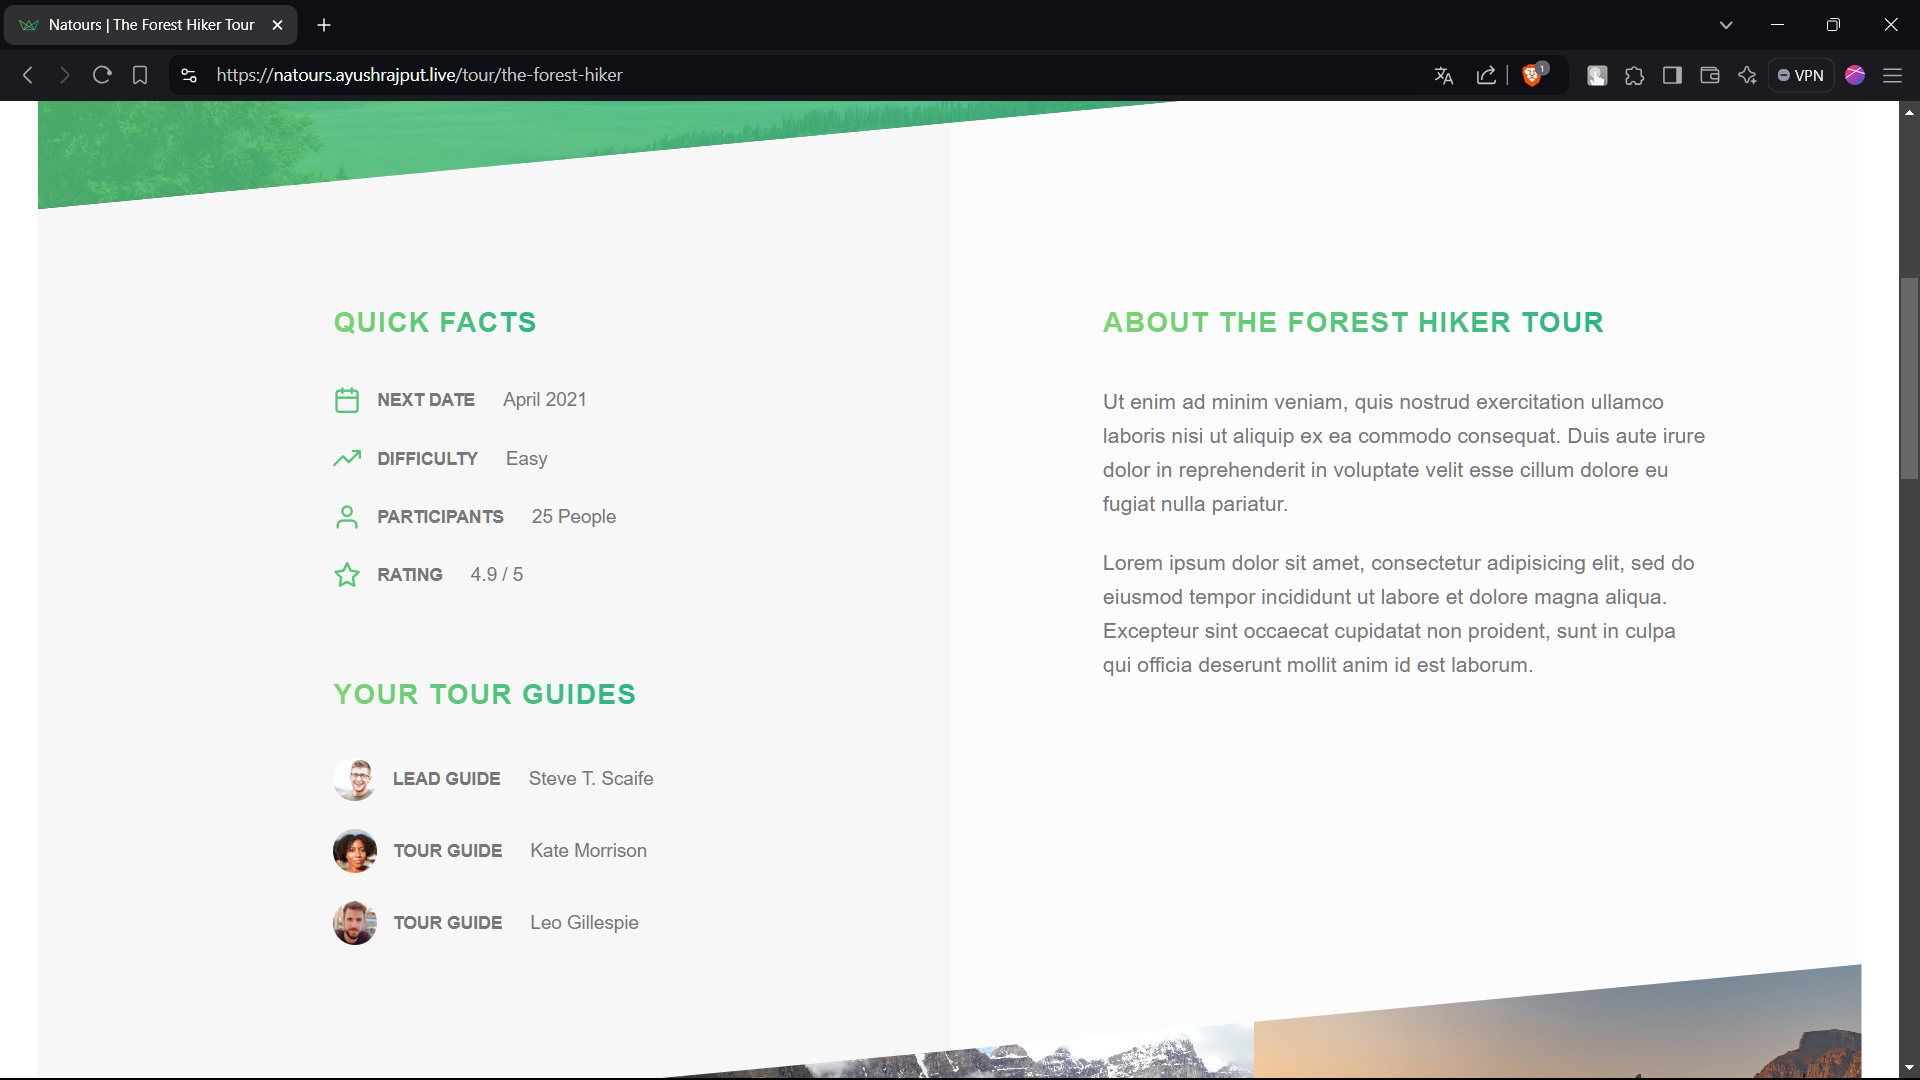 Natours | The Forest Hiker Tour
https://natours.ayushrajput.live/tour/the-forest-hiker
1
VPN
QUICK FACTS
NEXT DATE April 2021
DIFFICULTY Easy
PARTICIPANTS 25 People
RATING 4.9 / 5
YOUR TOUR GUIDES
LEAD GUIDE Steve T. Scaife
TOUR GUIDE Kate Morrison
TOUR GUIDE Leo Gillespie
ABOUT THE FOREST HIKER TOUR
Ut enim ad minim veniam, quis nostrud exercitation ullamco
laboris nisi ut aliquip ex ea commodo consequat. Duis aute irure
dolor in reprehenderit in voluptate velit esse cillum dolore eu
fugiat nulla pariatur.
Lorem ipsum dolor sit amet, consectetur adipisicing elit, sed do
eiusmod tempor incididunt ut labore et dolore magna aliqua.
Excepteur sint occaecat cupidatat non proident, sunt in culpa
qui officia deserunt mollit anim id est laborum.